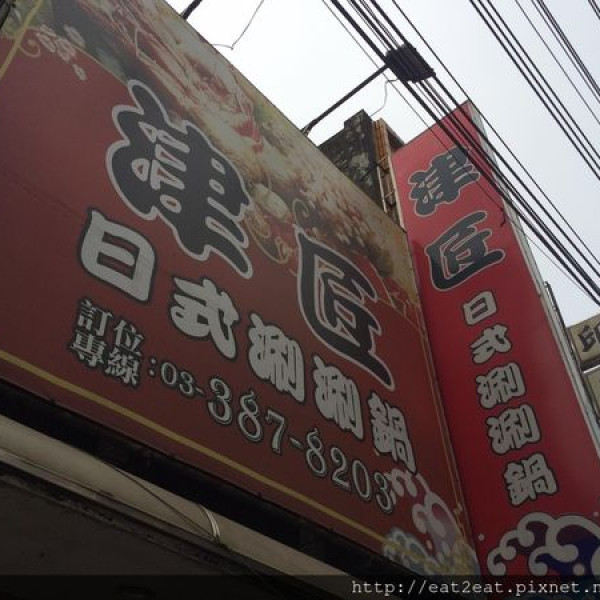 津匠
日式涮涮鍋
訂位專線:03-387-8203
津匠
日式涮涮鍋
印
http://eat2eat.pixnet.n